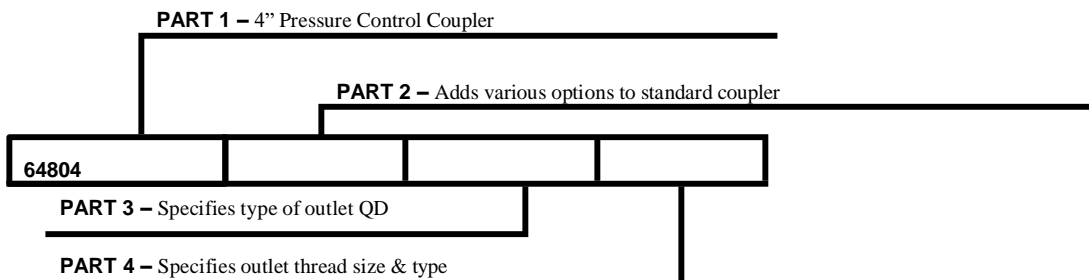 PART 1 – 4” Pressure Control Coupler
PART 2 – Adds various options to standard coupler
64804
PART 3 – Specifies type of outlet QD
PART 4 – Specifies outlet thread size & type